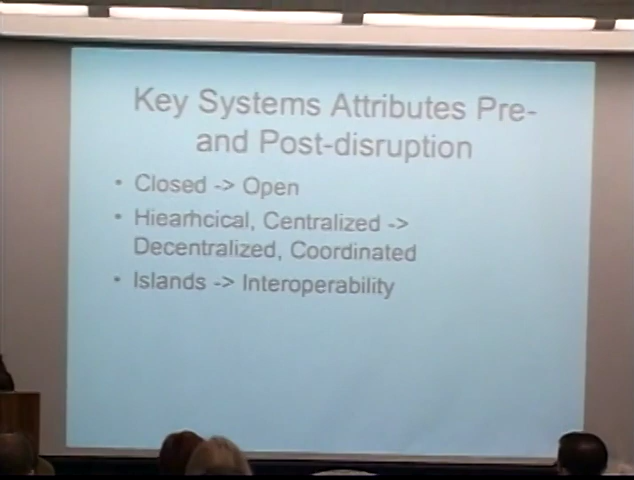 Key Systems Attributes Pre-
and Post-disruption
• Closed -> Open
• Hiearhcical, Centralized ->
Decentralized, Coordinated
• Islands -> Interoperability